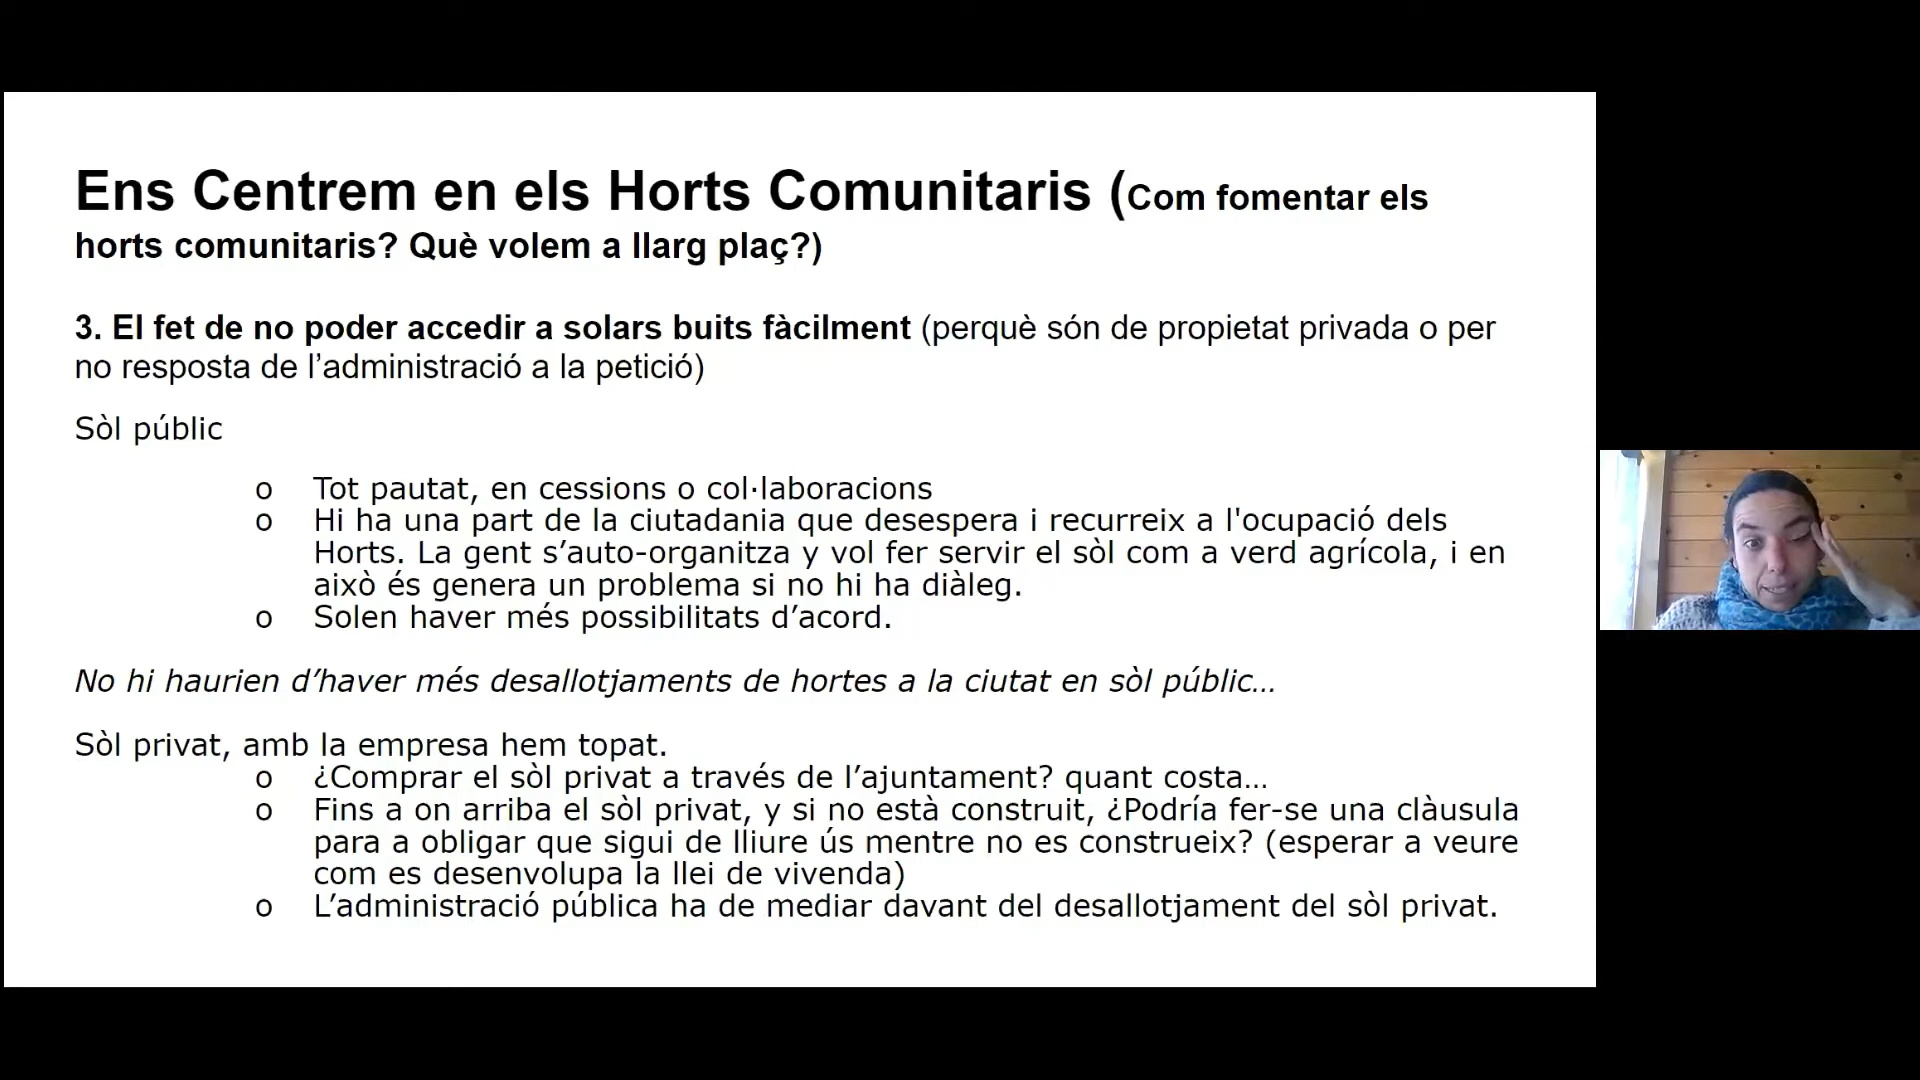 Ens Centrem en els Horts Comunitaris (Com fomentar els
horts comunitaris? Què volem a llarg plaç?)
3. El fet de no poder accedir a solars buits fàcilment (perquè són de propietat privada o per
no resposta de l’administració a la petició)
Sòl públic
o Tot pautat, en cessions o col·laboracions
o Hi ha una part de la ciutadania que desespera i recurreix a l'ocupació dels
Horts. La gent s’auto-organitza y vol fer servir el sòl com a verd agrícola, i en
això és genera un problema si no hi ha diàleg.
o Solen haver més possibilitats d’acord.
No hi haurien d’haver més desallotjaments de hortes a la ciutat en sòl públic…
Sòl privat, amb la empresa hem topat.
o ¿Comprar el sòl privat a través de l’ajuntament? quant costa…
o Fins a on arriba el sòl privat, y si no està construit, ¿Podría fer-se una clàusula
para a obligar que sigui de lliure ús mentre no es construeix? (esperar a veure
com es desenvolupa la llei de vivenda)
o L’administració pública ha de mediar davant del desallotjament del sòl privat.